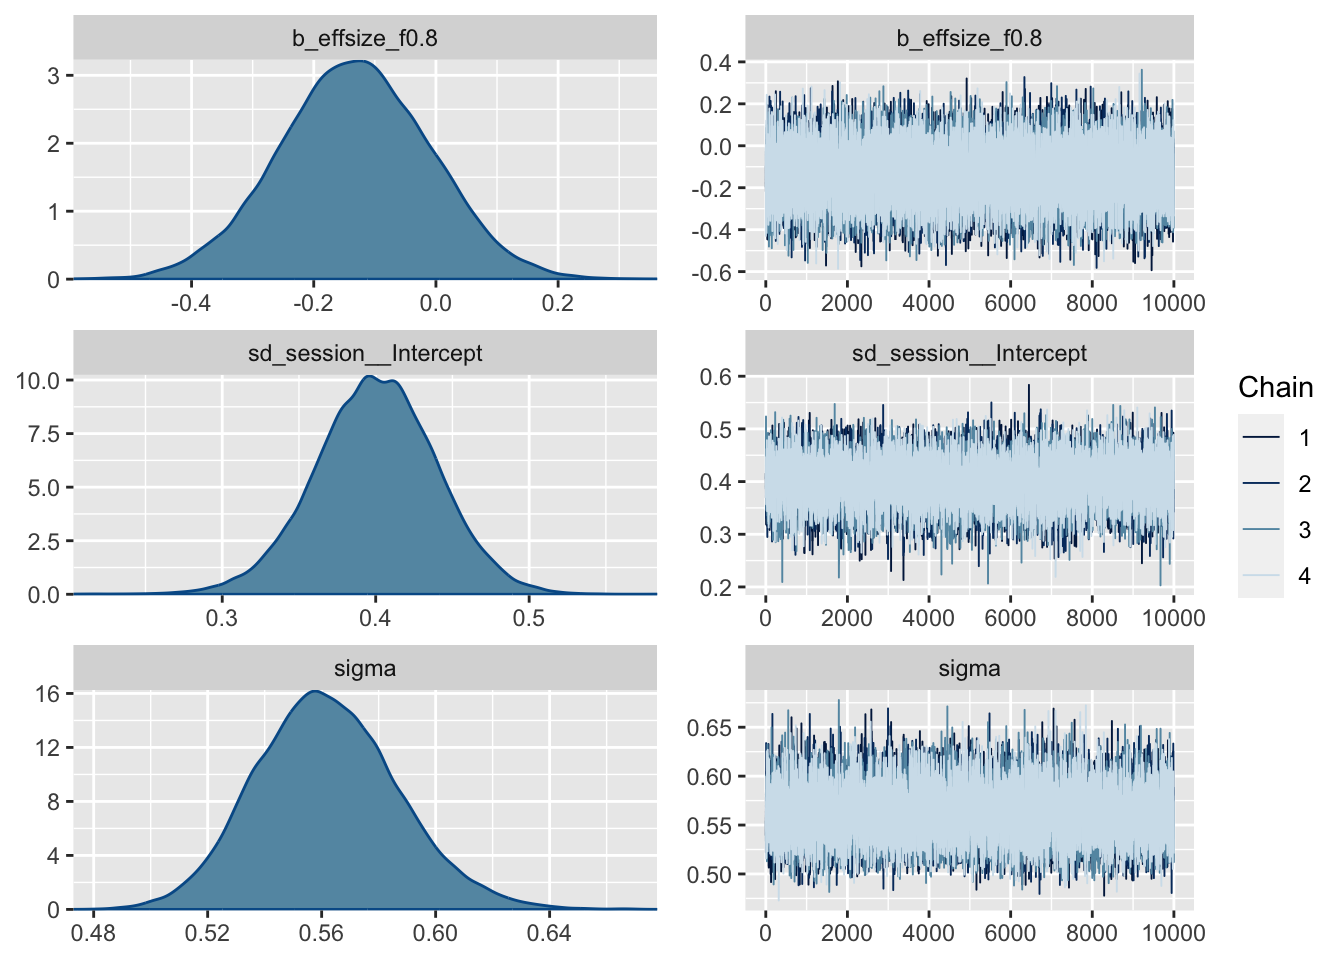 b_effsize_f0.8
3
2
1
0
-0.4 -0.2 0.0 0.2
b_effsize_f0.8
0.4
0.2
0.0
-0.2
-0.4
-0.6
0 2000 4000 6000 8000 10000
sd_session__Intercept
10.0
7.5
5.0
2.5
0.0
0.3 0.4 0.5
sd_session__Intercept
0.6
0.5
0.4
0.3
0.2
0 2000 4000 6000 8000 10000
sigma
16
12
8
4
0
0.48 0.52 0.56 0.60 0.64
sigma
0.65
0.60
0.55
0.50
0 2000 4000 6000 8000 10000
Chain
1
2
3
4